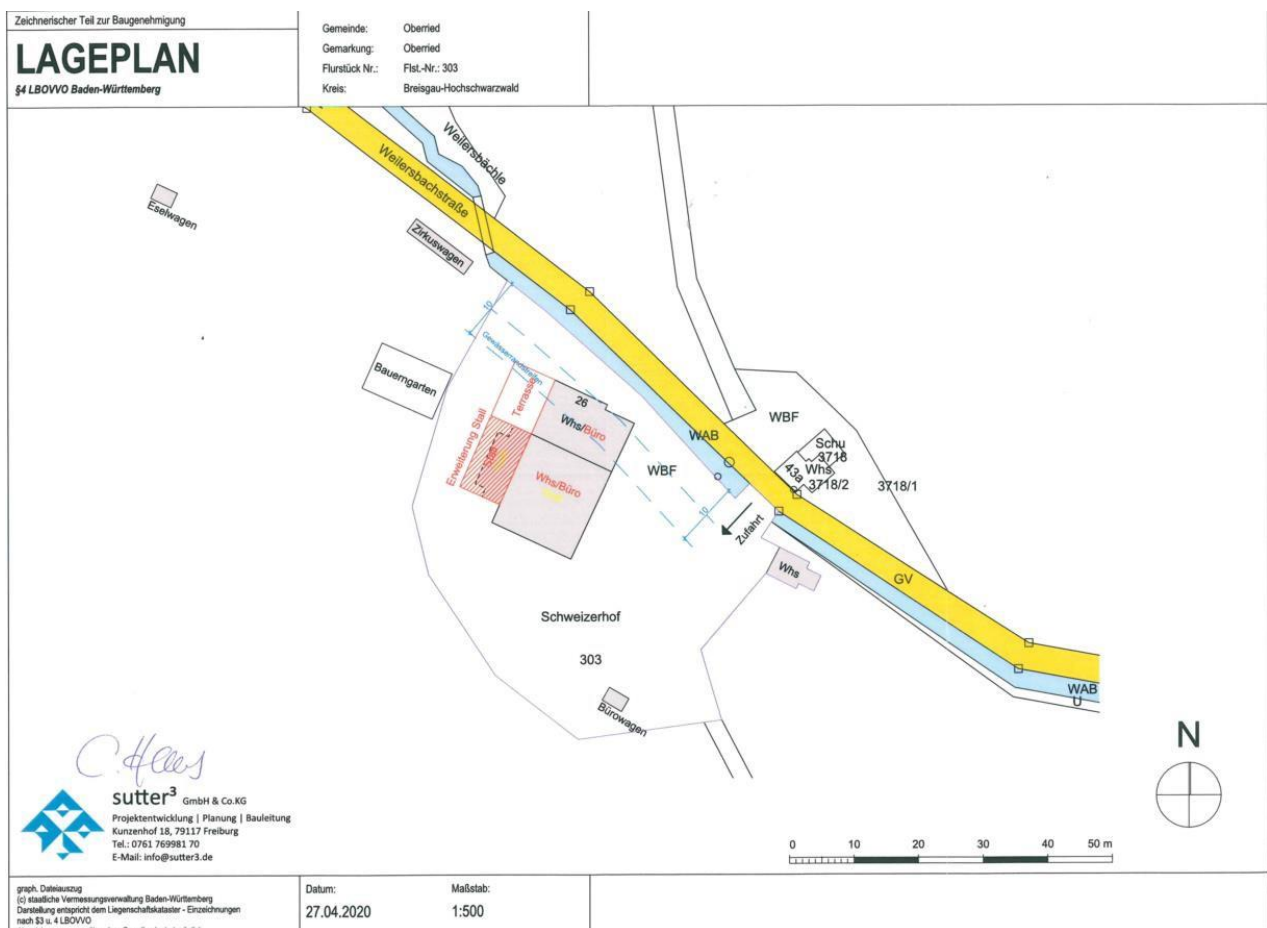 Zeichnerischer Teil zur Baugenehmigung
LAGEPLAN
§4 LBOVVO Baden-Württemberg
Gemeinde: Oberried
Gemarkung: Oberried
Flurstück Nr.: Flst.-Nr.: 303
Kreis: Breisgau-Hochschwarzwald
Weilersbächle
Weilersbachstraße
Eselwagen
Zirkuswagen
10
Gewässerrandstreifen
Bauerngarten
Terrasse
26
Whs/Büro
Erweiterung Stall
Stall
Whs/Büro
WBF
WAB
WBF
Schu
3718
43a
Whs
3718/2
3718/1
10
Zufahrt
Whs
GV
Schweizerhof
303
Bürowagen
WAB
U
N
C. Haas
sutter³ GmbH & Co.KG
Projektentwicklung | Planung | Bauleitung
Kunzenhof 18, 79117 Freiburg
Tel.: 0761 769981 70
E-Mail: info@sutter3.de
0 10 20 30 40 50 m
graph. Dateiauszug
(c) staatliche Vermessungsverwaltung Baden-Württemberg
Darstellung entspricht dem Liegenschaftskataster - Einzeichnungen
nach §3 u. 4 LBOVVO
Datum:
27.04.2020
Maßstab:
1:500